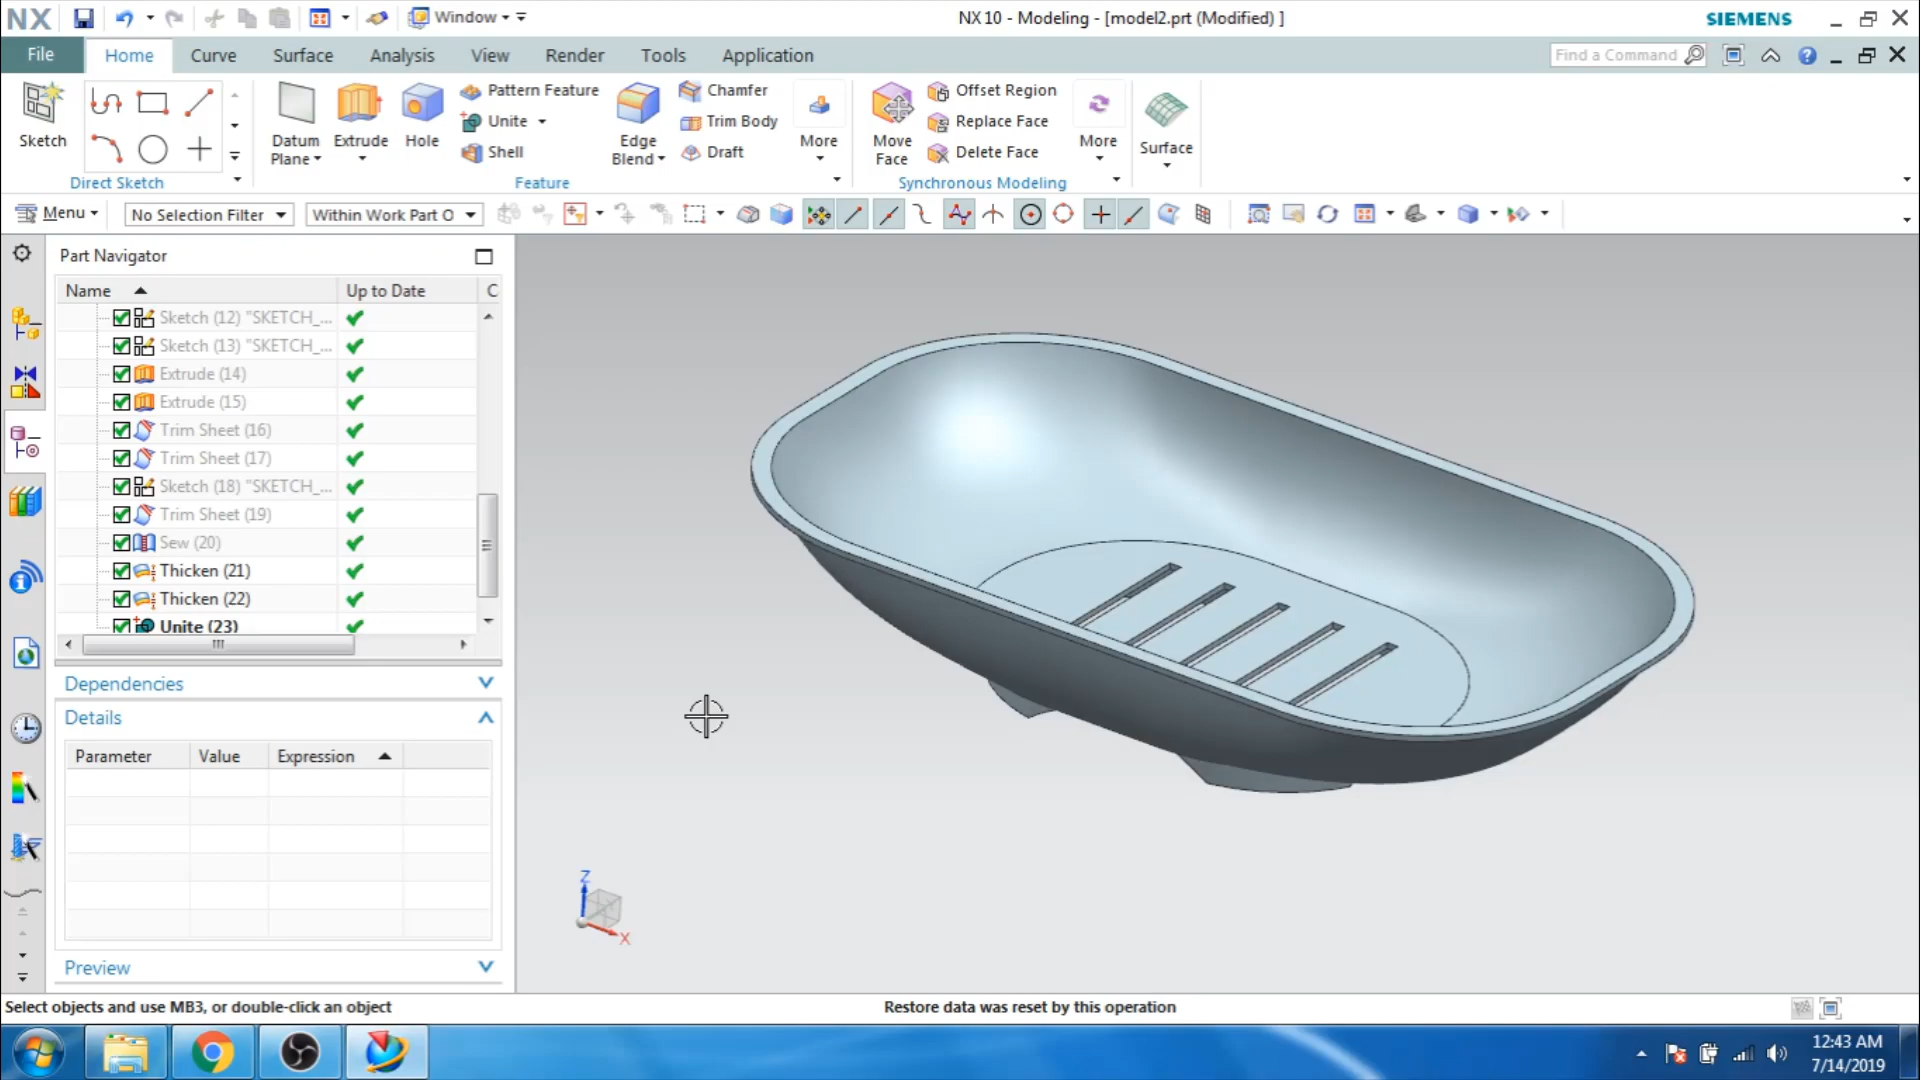 NX Window NX 10 - Modeling - [model2.prt (Modified) ] SIEMENS
File Home Curve Surface Analysis View Render Tools Application Find a Command
Sketch
Direct Sketch
Datum Plane
Extrude
Hole
Pattern Feature
Unite
Shell
Edge Blend
Chamfer
Trim Body
Draft
More
Feature
Move Face
Offset Region
Replace Face
Delete Face
More
Synchronous Modeling
Surface
Menu No Selection Filter Within Work Part O
Part Navigator
Name Up to Date C
Sketch (12) "SKETCH_...
Sketch (13) "SKETCH_...
Extrude (14)
Extrude (15)
Trim Sheet (16)
Trim Sheet (17)
Sketch (18) "SKETCH_...
Trim Sheet (19)
Sew (20)
Thicken (21)
Thicken (22)
Unite (23)
Dependencies
Details
Parameter Value Expression
Preview
Z
X
Select objects and use MB3, or double-click an object Restore data was reset by this operation
12:43 AM
7/14/2019